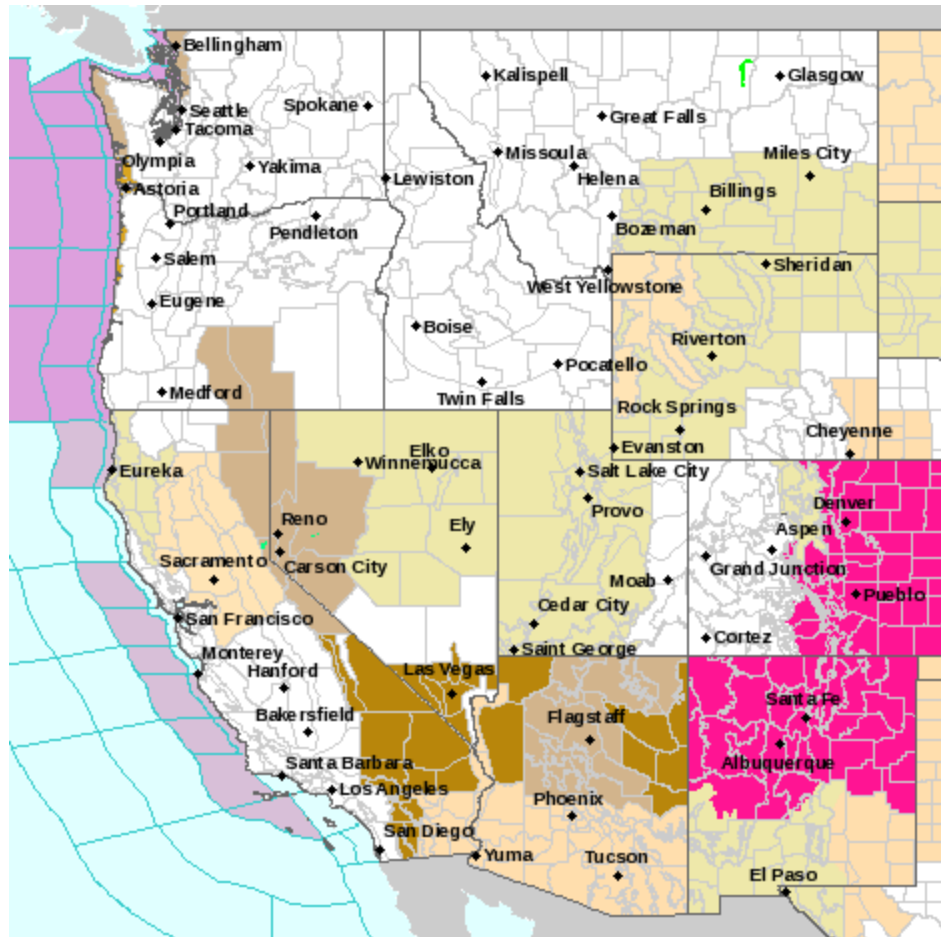 Bellingham
Kalispell
Glasgow
Seattle
Spokane
Great Falls
Tacoma
Olympia
Yakima
Missoula
Helena
Miles City
Astoria
Lewiston
Billings
Portland
Pendleton
Bozeman
Salem
Sheridan
West Yellowstone
Eugene
Boise
Riverton
Pocatello
Medford
Twin Falls
Rock Springs
Cheyenne
Elko
Evanston
Eureka
Winnemucca
Salt Lake City
Provo
Denver
Reno
Ely
Aspen
Sacramento
Carson City
Grand Junction
Moab
Pueblo
Cedar City
San Francisco
Cortez
Monterey
Saint George
Hanford
Las Vegas
Santa Fe
Bakersfield
Flagstaff
Albuquerque
Santa Barbara
Los Angeles
Phoenix
San Diego
Yuma
Tucson
El Paso